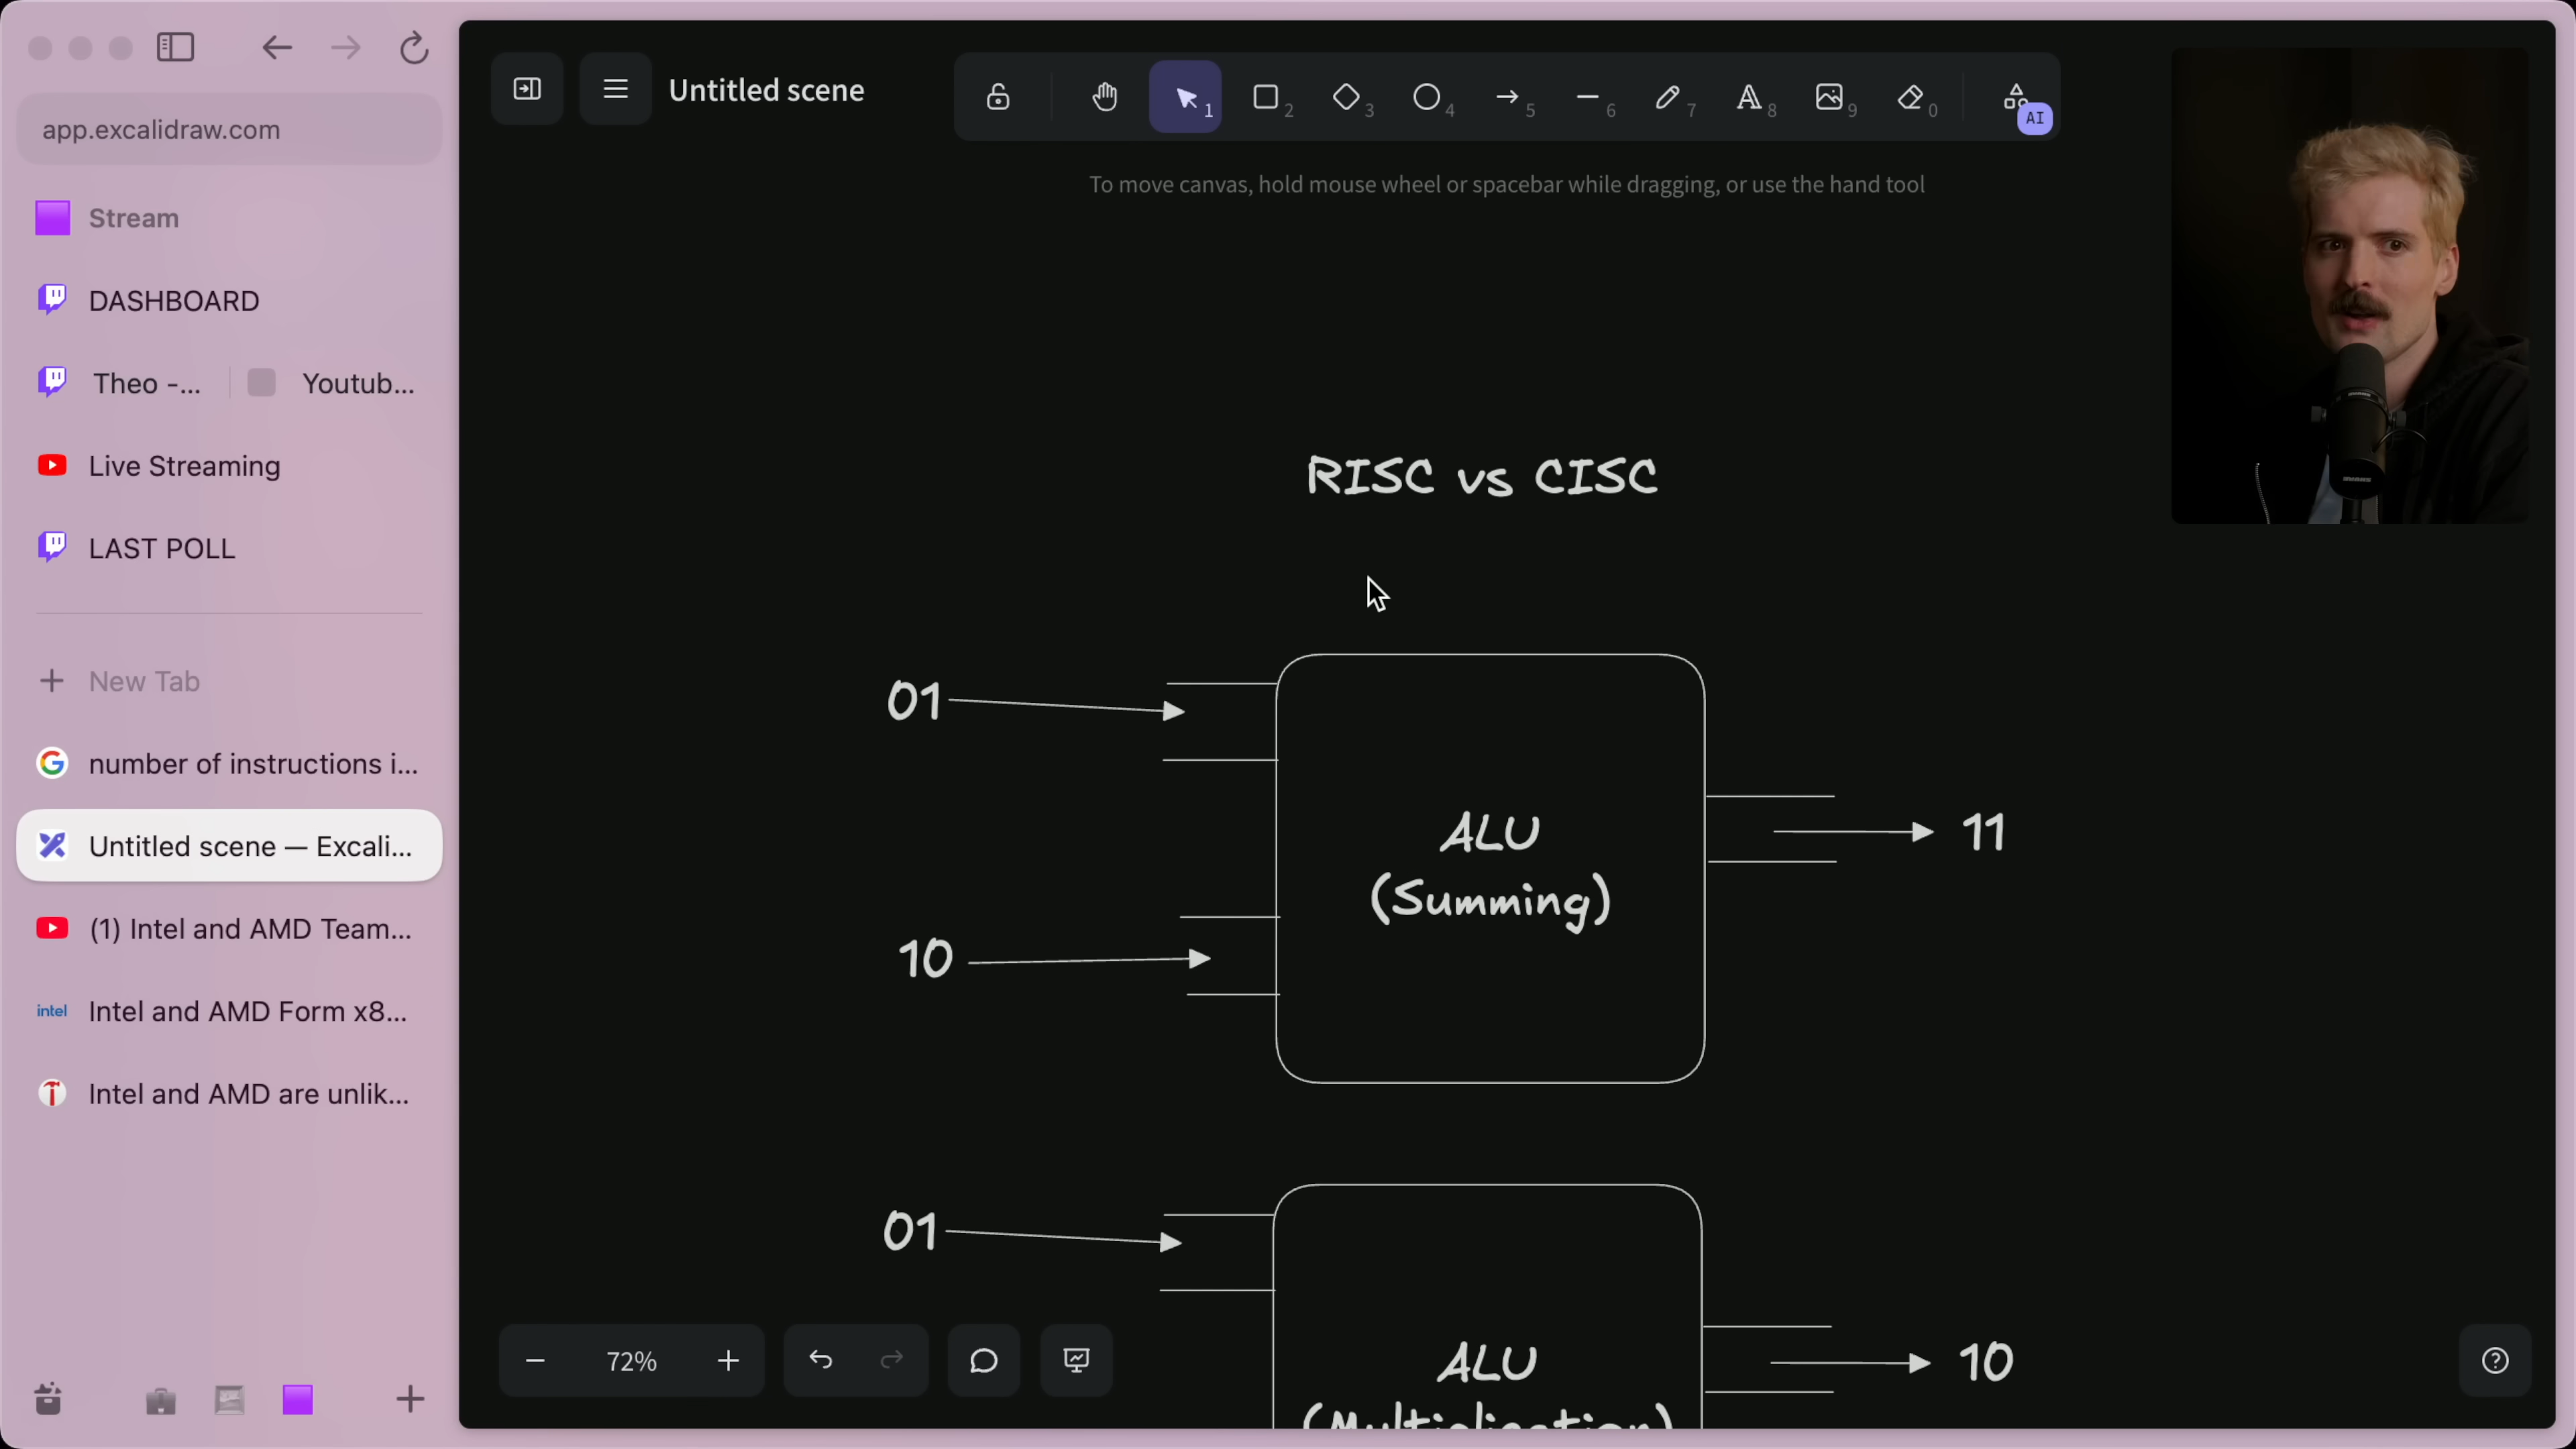 app.excalidraw.com
Stream
DASHBOARD
Theo -... Youtub...
Live Streaming
LAST POLL
New Tab
number of instructions i...
Untitled scene — Excali...
(1) Intel and AMD Team...
intel Intel and AMD Form x8...
Intel and AMD are unlik...
Untitled scene
1 2 3 4 5 6 7 A 8 9 0 AI
To move canvas, hold mouse wheel or spacebar while dragging, or use the hand tool
RISC vs CISC
01
10
ALU
(Summing)
11
01
ALU
(Multiplication)
10
72%